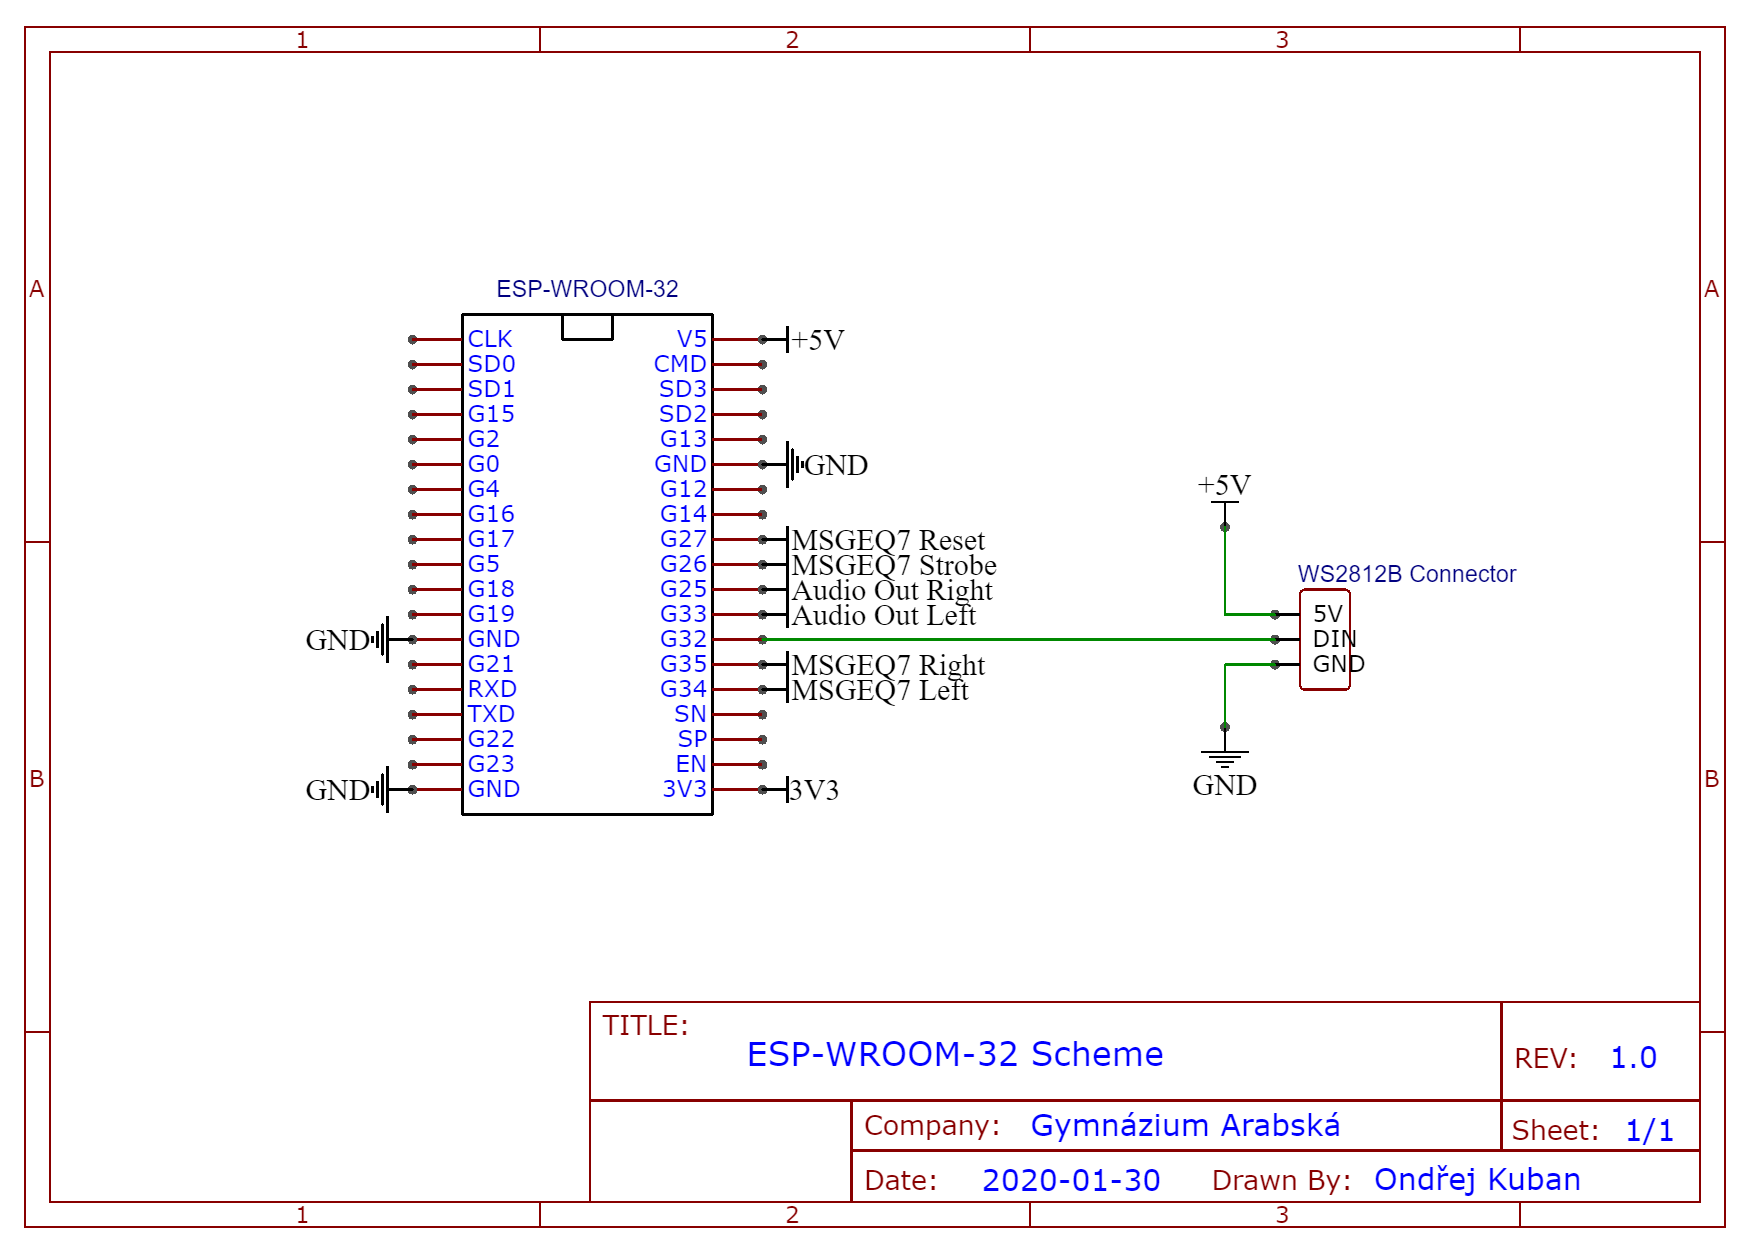 1 2 3
A A
ESP-WROOM-32
CLK V5 +5V
SD0 CMD
SD1 SD3
G15 SD2
G2 G13
G0 GND GND
G4 G12
G16 G14
G17 G27 MSGEQ7 Reset
G5 G26 MSGEQ7 Strobe
G18 G25 Audio Out Right
G19 G33 Audio Out Left
GND GND G32
G21 G35 MSGEQ7 Right
RXD G34 MSGEQ7 Left
TXD SN
G22 SP
G23 EN
GND GND 3V3 3V3
+5V
WS2812B Connector
5V
DIN
GND
GND
B B
TITLE:
ESP-WROOM-32 Scheme
REV: 1.0
Company: Gymnázium Arabská
Sheet: 1/1
Date: 2020-01-30 Drawn By: Ondřej Kuban
1 2 3